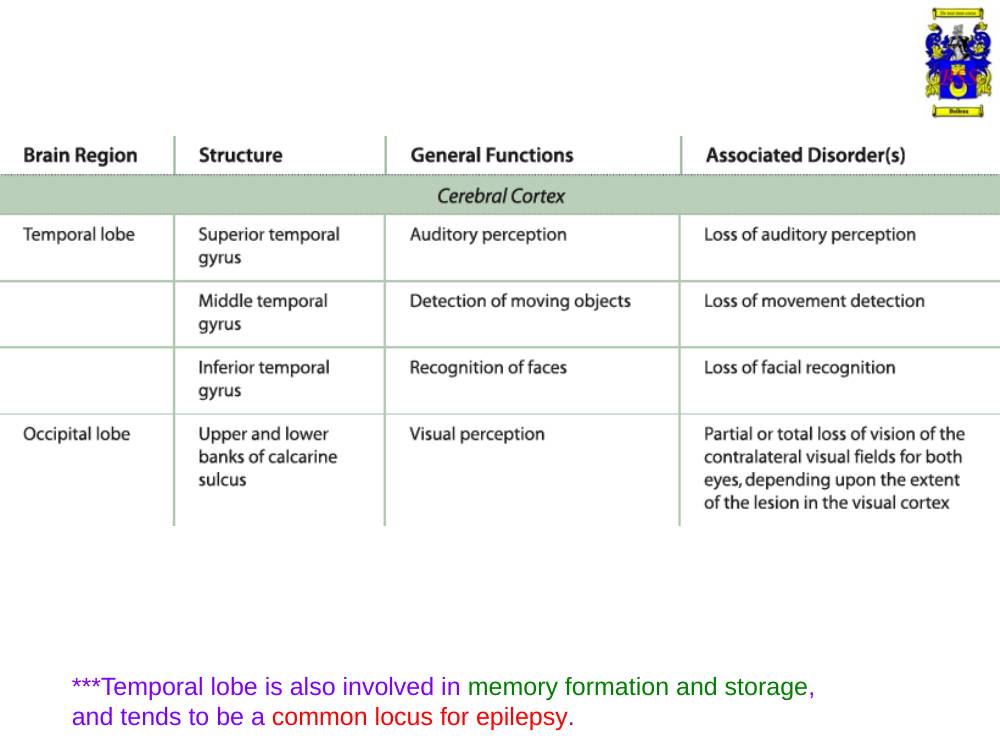 Brain Region Structure General Functions Associated Disorder(s)
Cerebral Cortex
Temporal lobe Superior temporal Auditory perception Loss of auditory perception
gyrus
Middle temporal Detection of moving objects Loss of movement detection
gyrus
Inferior temporal Recognition of faces Loss of facial recognition
gyrus
Occipital lobe Upper and lower Visual perception Partial or total loss of vision of the
banks of calcarine contralateral visual fields for both
sulcus eyes, depending upon the extent
of the lesion in the visual cortex
***Temporal lobe is also involved in memory formation and storage,
and tends to be a common locus for epilepsy.